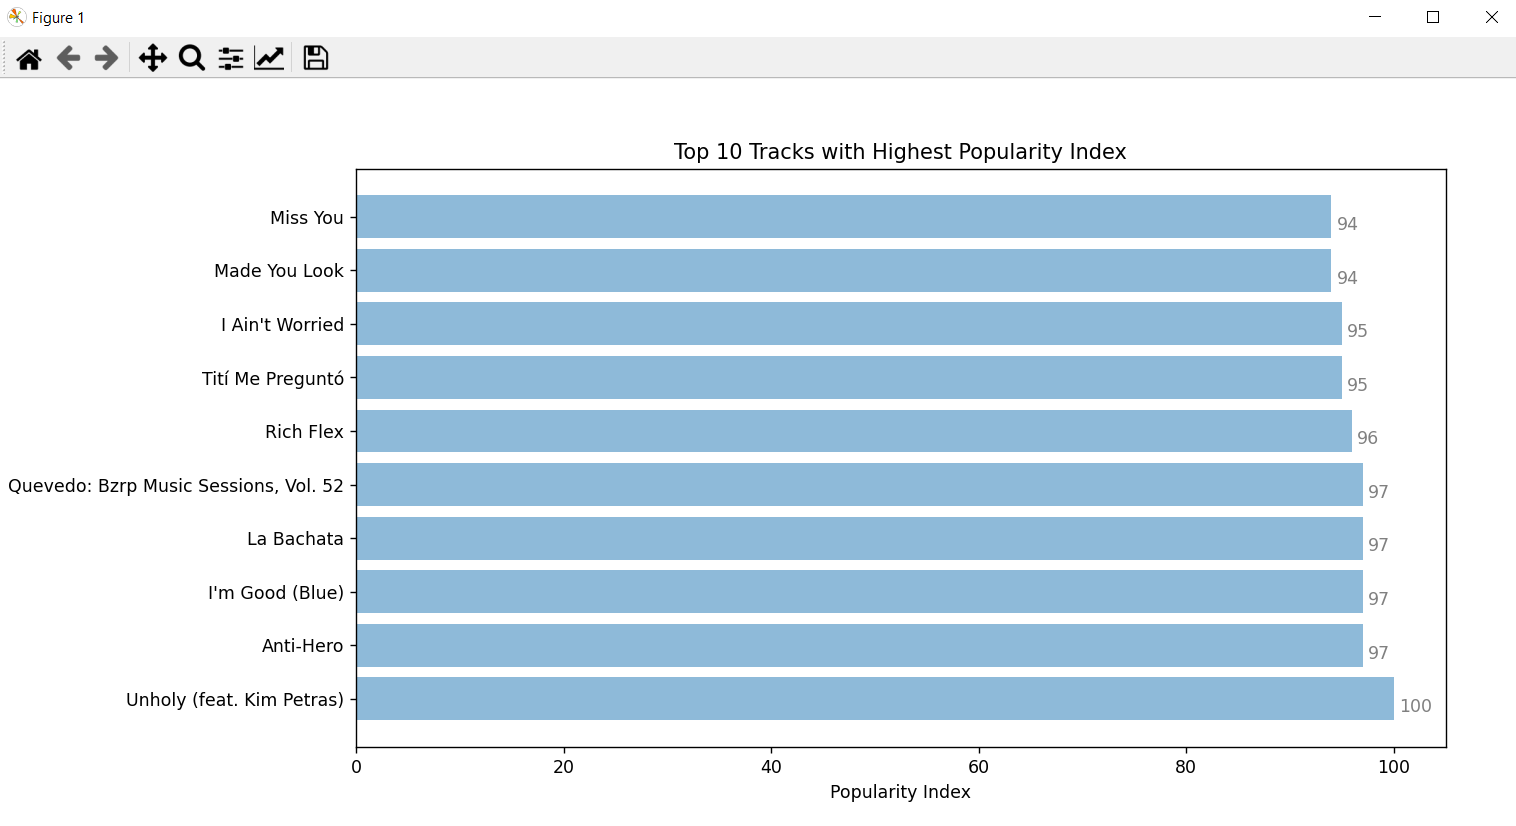 Figure 1
Top 10 Tracks with Highest Popularity Index
Miss You 94
Made You Look 94
I Ain't Worried 95
Tití Me Preguntó 95
Rich Flex 96
Quevedo: Bzrp Music Sessions, Vol. 52 97
La Bachata 97
I'm Good (Blue) 97
Anti-Hero 97
Unholy (feat. Kim Petras) 100
0 20 40 60 80 100
Popularity Index